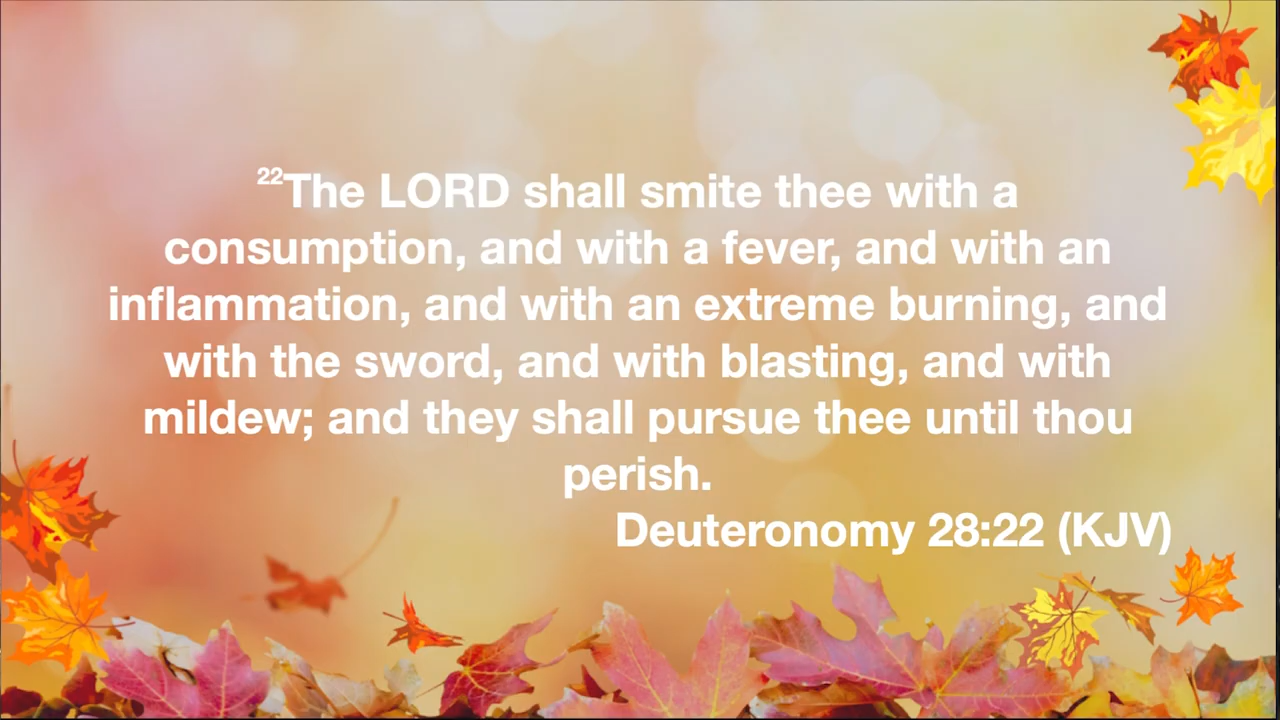 22The LORD shall smite thee with a
consumption, and with a fever, and with an
inflammation, and with an extreme burning, and
with the sword, and with blasting, and with
mildew; and they shall pursue thee until thou
perish.
Deuteronomy 28:22 (KJV)